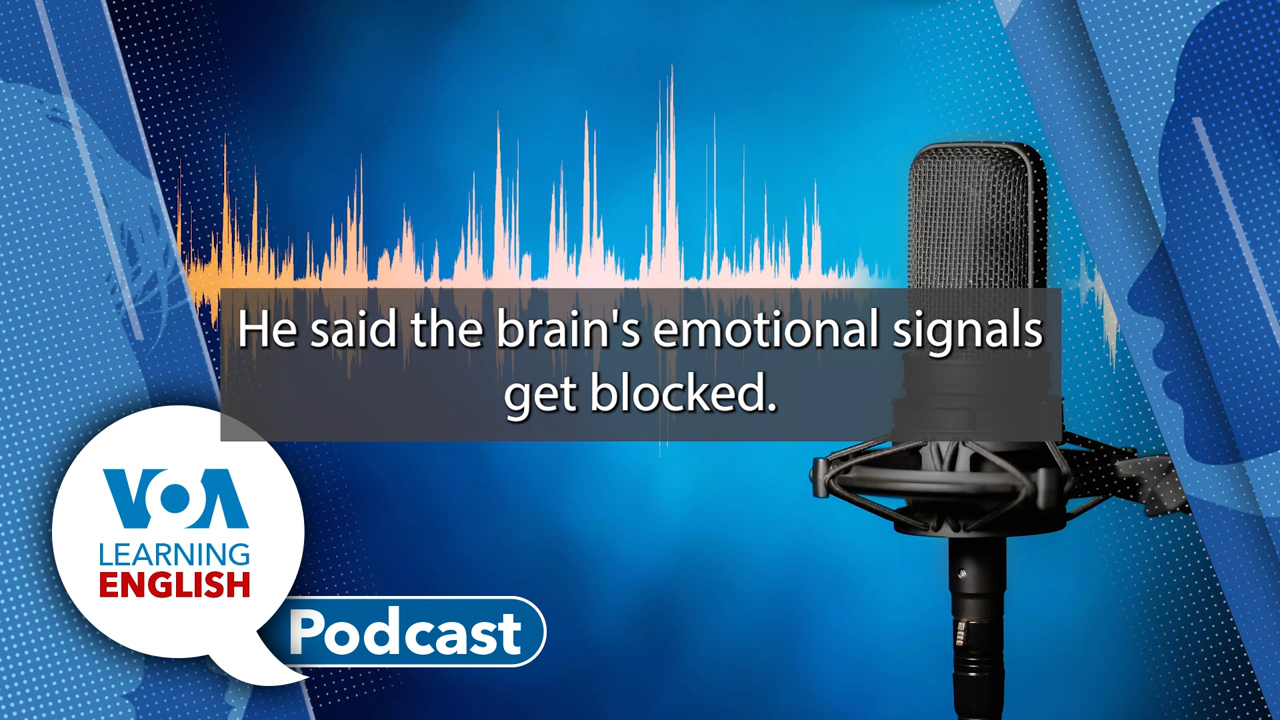 He said the brain's emotional signals
get blocked.
VOA
LEARNING
ENGLISH
Podcast